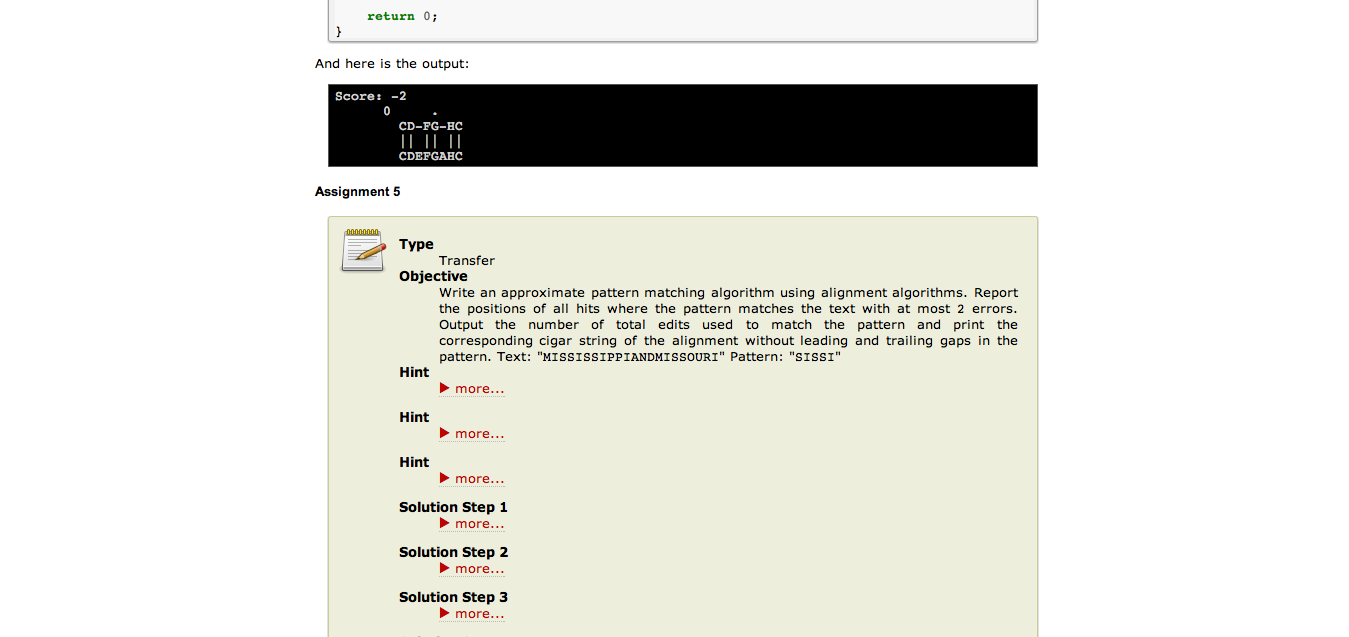 return 0;
}
And here is the output:
Score: -2
0     .
CD-FG-HC
|| || ||
CDEFGAHC
Assignment 5
Type
Transfer
Objective
Write an approximate pattern matching algorithm using alignment algorithms. Report
the positions of all hits where the pattern matches the text with at most 2 errors.
Output the number of total edits used to match the pattern and print the
corresponding cigar string of the alignment without leading and trailing gaps in the
pattern. Text: "MISSISSIPPIANDMISSOURI" Pattern: "SISSI"
Hint
more...
Hint
more...
Hint
more...
Solution Step 1
more...
Solution Step 2
more...
Solution Step 3
more...